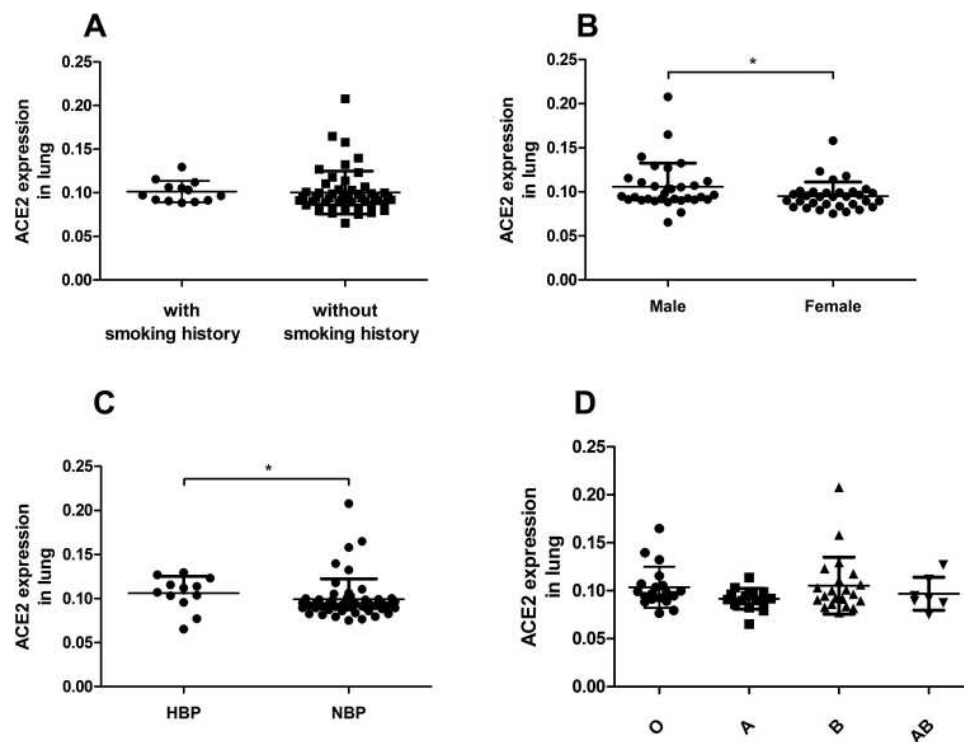 A
0.25
0.20
0.15
0.10
0.05
0.00
ACE2 expression
in lung
with
smoking history
without
smoking history
B
*
0.25
0.20
0.15
0.10
0.05
0.00
ACE2 expression
in lung
Male
Female
C
*
0.25
0.20
0.15
0.10
0.05
0.00
ACE2 expression
in lung
HBP
NBP
D
0.25
0.20
0.15
0.10
0.05
0.00
ACE2 expression
in lung
O
A
B
AB